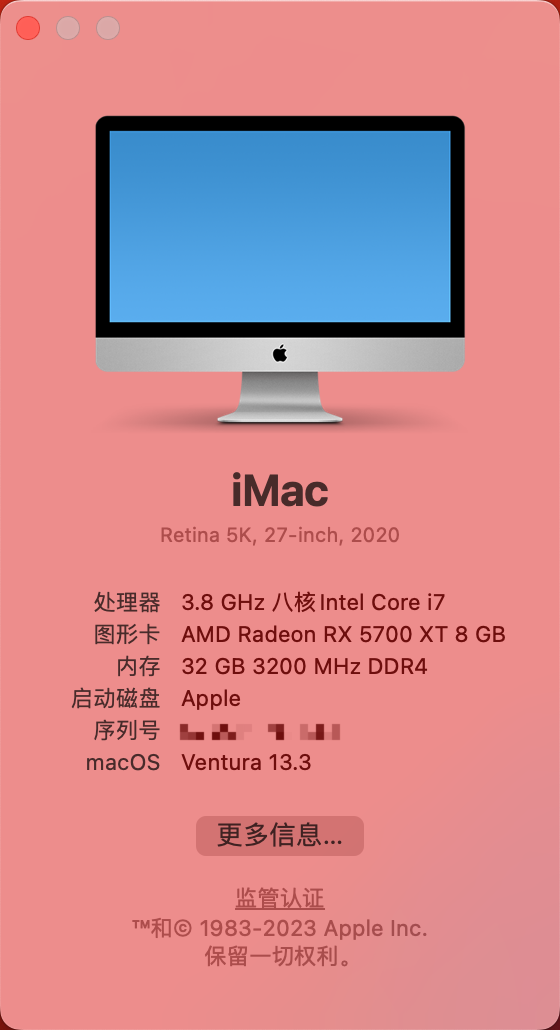 iMac
Retina 5K, 27-inch, 2020
处理器 3.8 GHz 八核Intel Core i7
图形卡 AMD Radeon RX 5700 XT 8 GB
内存 32 GB 3200 MHz DDR4
启动磁盘 Apple
序列号
macOS Ventura 13.3
更多信息...
监管认证
™和© 1983-2023 Apple Inc.
保留一切权利。